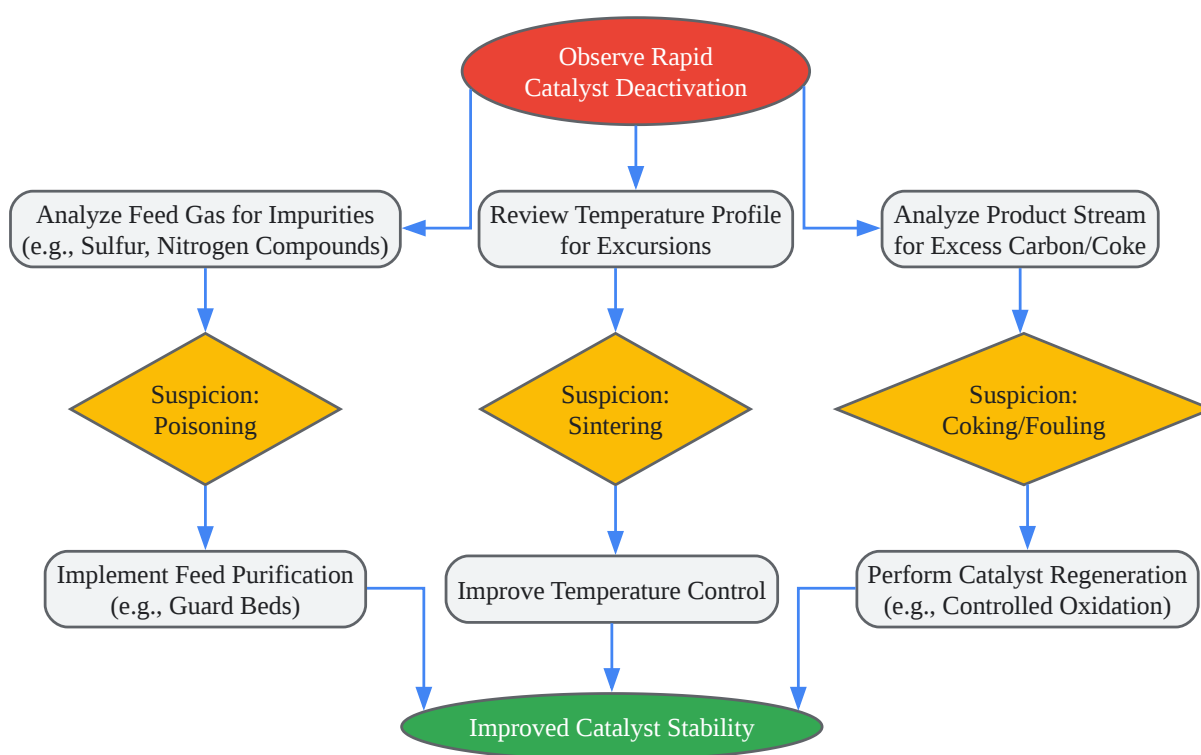 Observe Rapid
Catalyst Deactivation
Analyze Feed Gas for Impurities
(e.g., Sulfur, Nitrogen Compounds)
Review Temperature Profile
for Excursions
Analyze Product Stream
for Excess Carbon/Coke
Suspicion:
Poisoning
Suspicion:
Sintering
Suspicion:
Coking/Fouling
Implement Feed Purification
(e.g., Guard Beds)
Improve Temperature Control
Perform Catalyst Regeneration
(e.g., Controlled Oxidation)
Improved Catalyst Stability